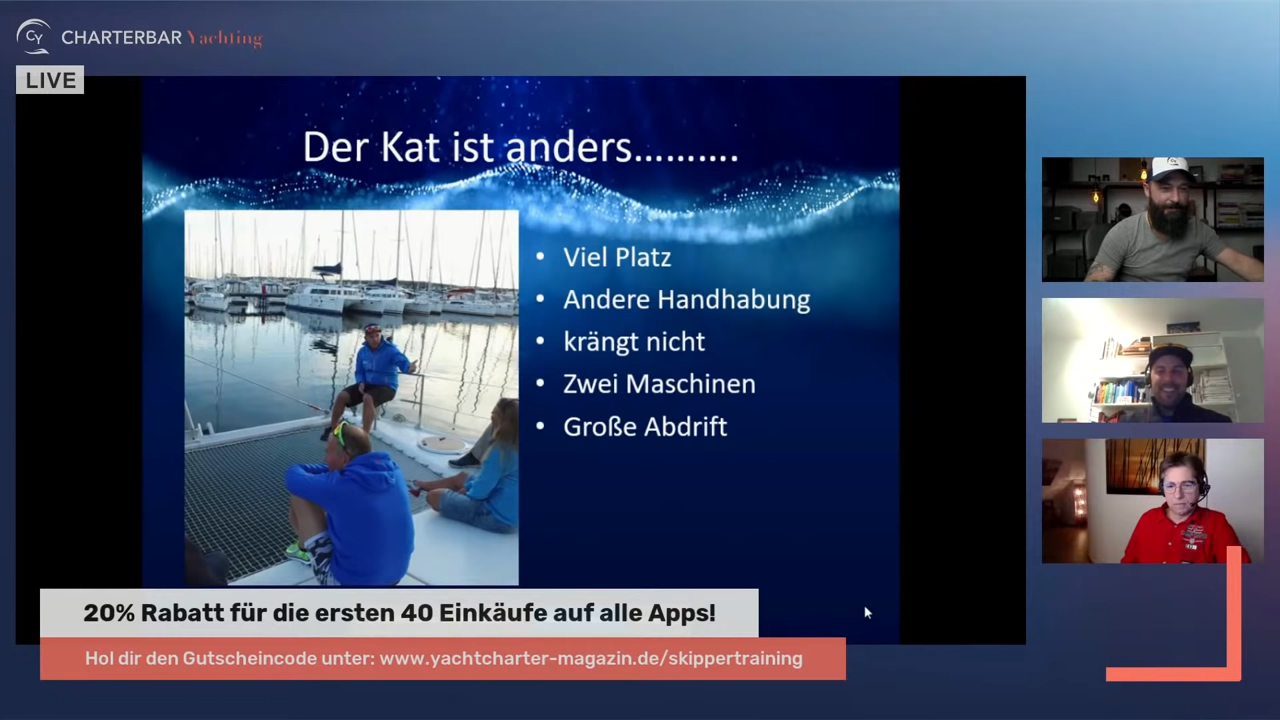 CY CHARTERBAR Yachting
LIVE
Der Kat ist anders..........
• Viel Platz
• Andere Handhabung
• krängt nicht
• Zwei Maschinen
• Große Abdrift
20% Rabatt für die ersten 40 Einkäufe auf alle Apps!
Hol dir den Gutscheincode unter: www.yachtcharter-magazin.de/skippertraining